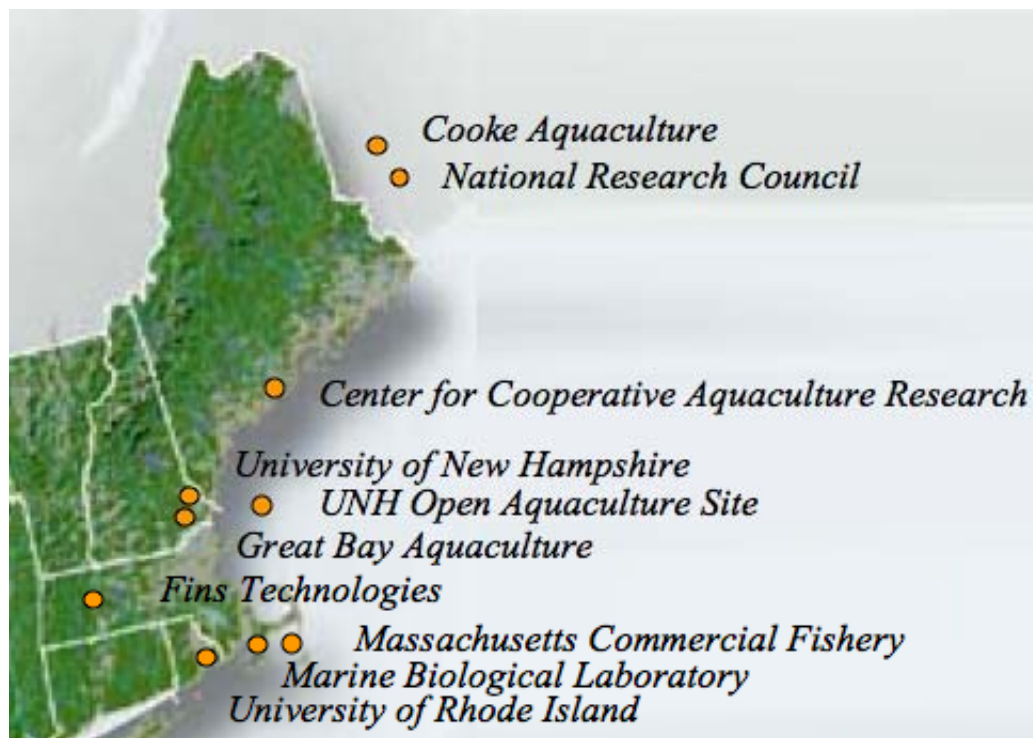 Cooke Aquaculture
National Research Council
Center for Cooperative Aquaculture Research
University of New Hampshire
UNH Open Aquaculture Site
Great Bay Aquaculture
Fins Technologies
Massachusetts Commercial Fishery
Marine Biological Laboratory
University of Rhode Island